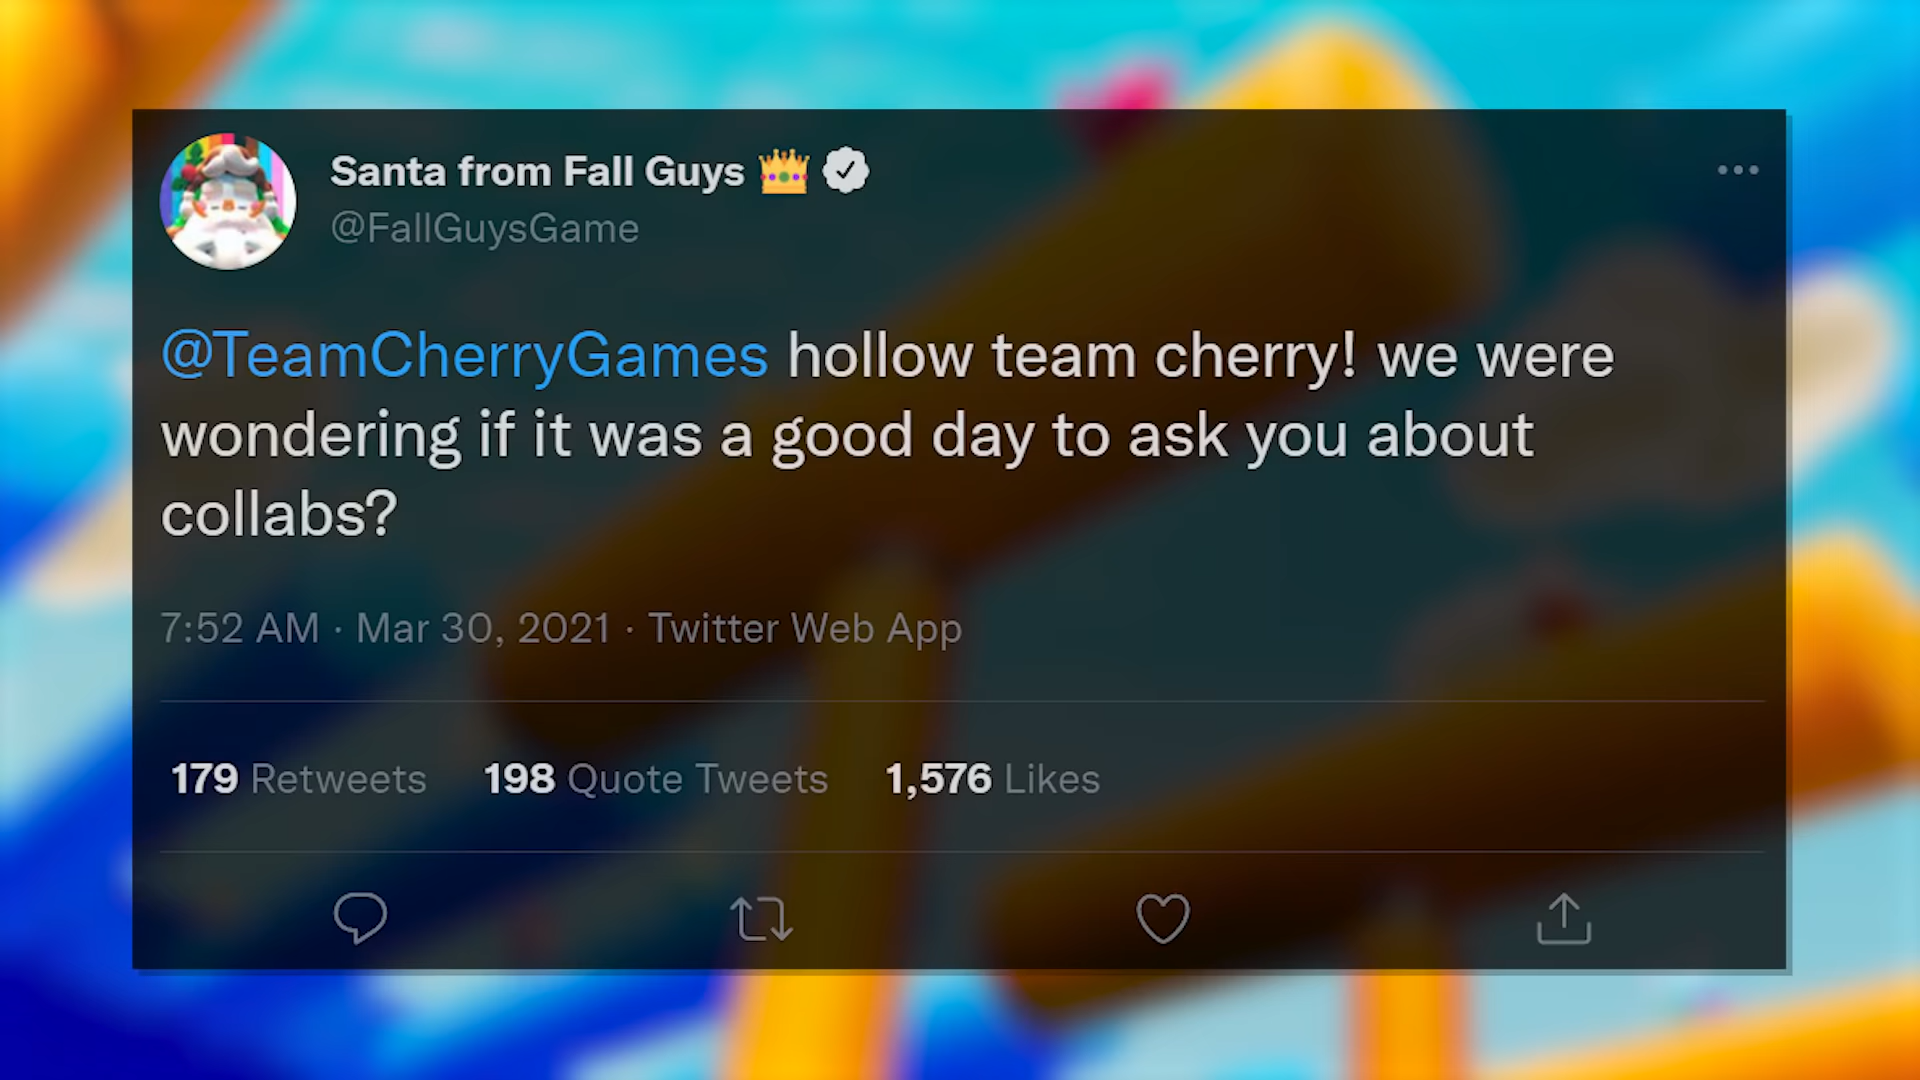 Santa from Fall Guys 👑
@FallGuysGame
@TeamCherryGames hollow team cherry! we were
wondering if it was a good day to ask you about
collabs?
7:52 AM · Mar 30, 2021 · Twitter Web App
179 Retweets 198 Quote Tweets 1,576 Likes